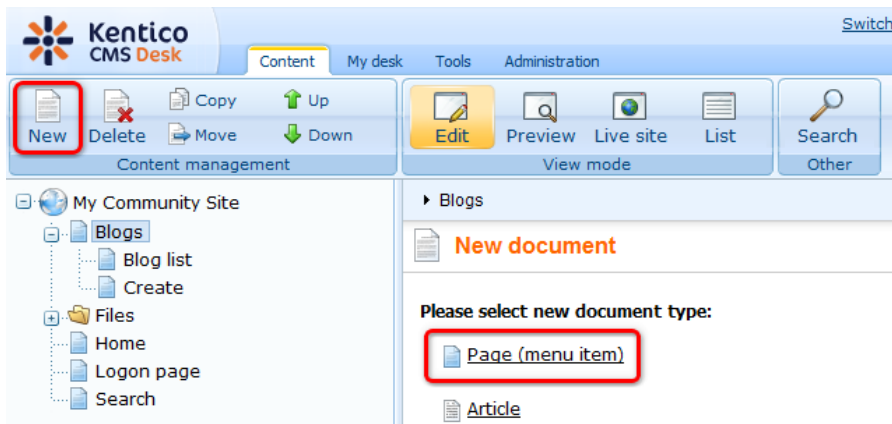 Kentico
CMS Desk
Switch
Content My desk Tools Administration
New Delete Copy Move Up Down
Content management
Edit Preview Live site List
View mode
Search
Other
My Community Site
Blogs
Blog list
Create
Files
Home
Logon page
Search
Blogs
New document
Please select new document type:
Page (menu item)
Article